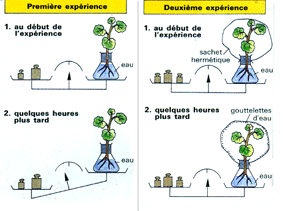 Première expérience
1. au début de
l'expérience
eau
2. quelques heures
plus tard
eau
Deuxième expérience
1. au début de
l'expérience
sachet
hermétique
eau
2. quelques heures
plus tard
gouttelettes
d'eau
eau